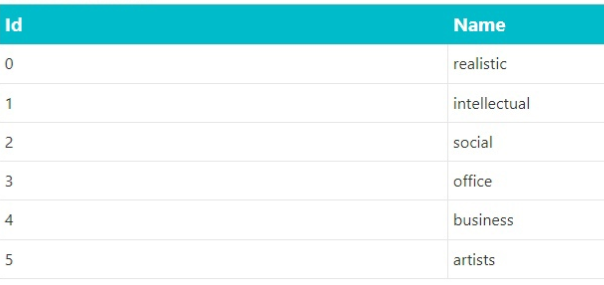 Id Name
0 realistic
1 intellectual
2 social
3 office
4 business
5 artists